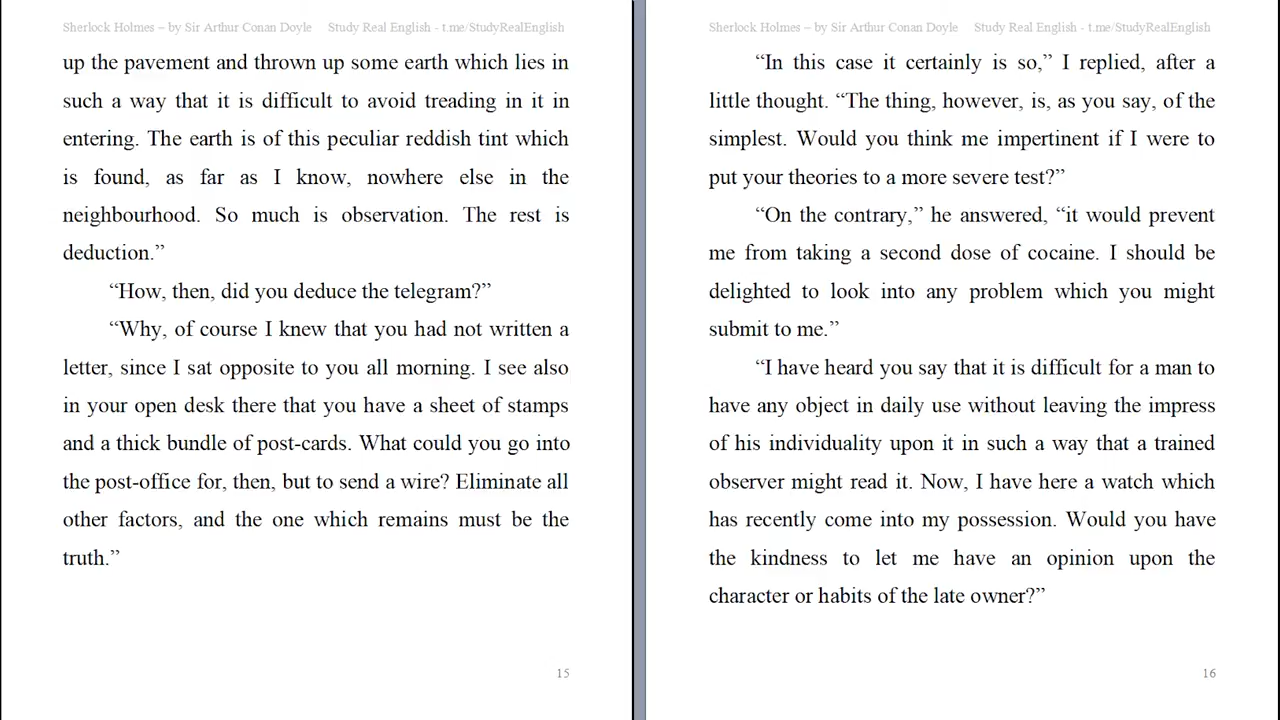 Sherlock Holmes – by Sir Arthur Conan Doyle Study Real English - t.me/StudyRealEnglish
up the pavement and thrown up some earth which lies in
such a way that it is difficult to avoid treading in it in
entering. The earth is of this peculiar reddish tint which
is found, as far as I know, nowhere else in the
neighbourhood. So much is observation. The rest is
deduction.”
“How, then, did you deduce the telegram?”
“Why, of course I knew that you had not written a
letter, since I sat opposite to you all morning. I see also
in your open desk there that you have a sheet of stamps
and a thick bundle of post-cards. What could you go into
the post-office for, then, but to send a wire? Eliminate all
other factors, and the one which remains must be the
truth.”
15
Sherlock Holmes – by Sir Arthur Conan Doyle Study Real English - t.me/StudyRealEnglish
“In this case it certainly is so,” I replied, after a
little thought. “The thing, however, is, as you say, of the
simplest. Would you think me impertinent if I were to
put your theories to a more severe test?”
“On the contrary,” he answered, “it would prevent
me from taking a second dose of cocaine. I should be
delighted to look into any problem which you might
submit to me.”
“I have heard you say that it is difficult for a man to
have any object in daily use without leaving the impress
of his individuality upon it in such a way that a trained
observer might read it. Now, I have here a watch which
has recently come into my possession. Would you have
the kindness to let me have an opinion upon the
character or habits of the late owner?”
16